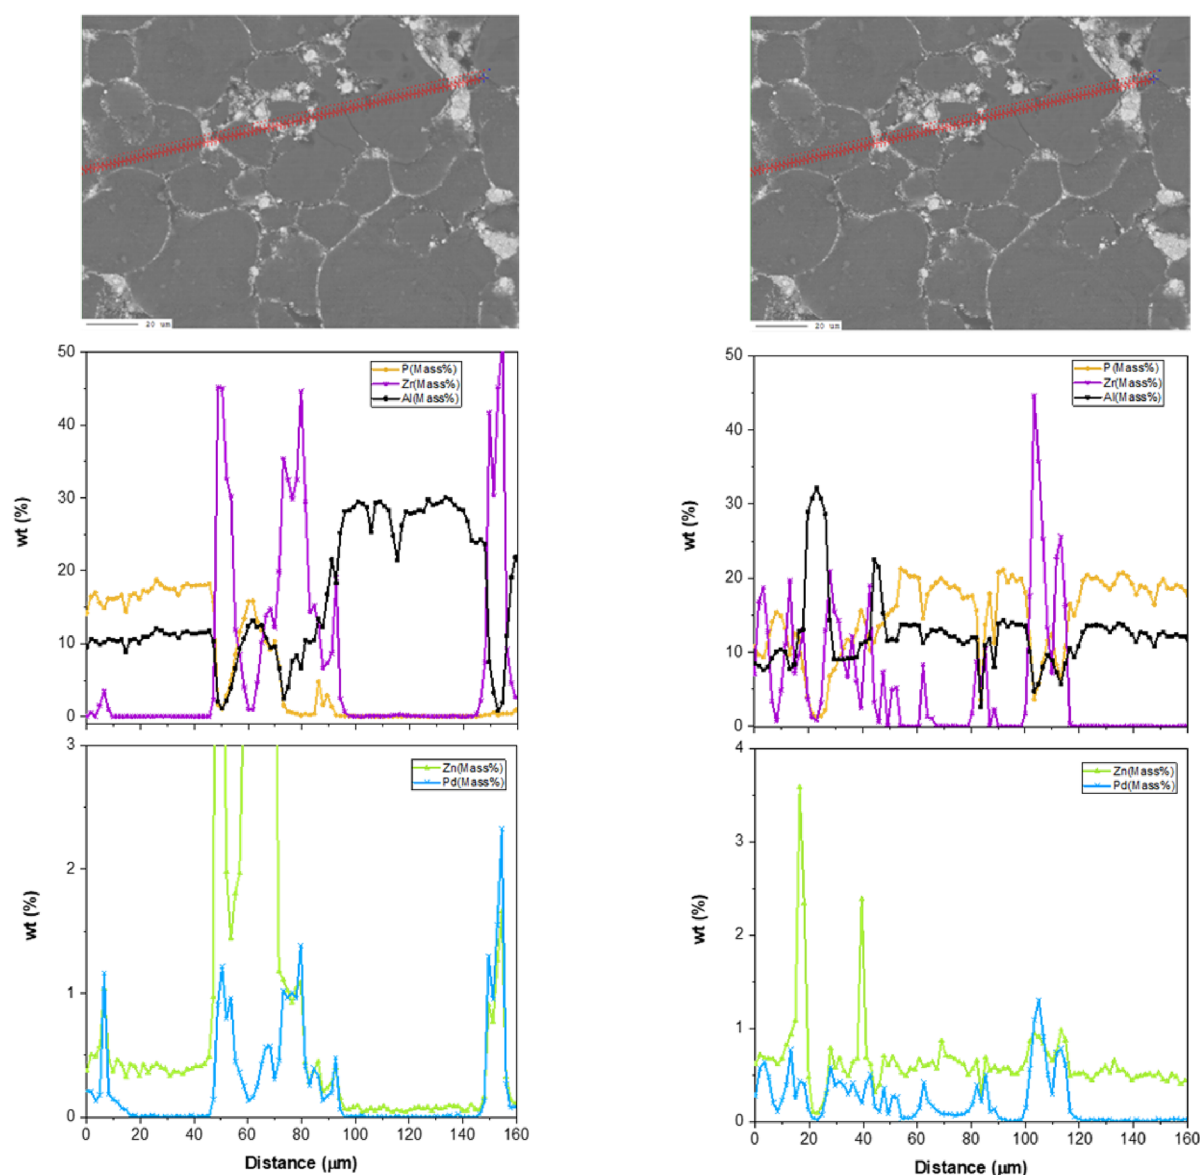 20 um
20 um
50
40
30
20
10
0
wt (%)
P(Mass%)
Zr(Mass%)
Al(Mass%)
50
40
30
20
10
0
wt (%)
P(Mass%)
Zr(Mass%)
Al(Mass%)
3
2
1
0
wt (%)
Zn(Mass%)
Pd(Mass%)
0 20 40 60 80 100 120 140 160
Distance (μm)
4
3
2
1
0
wt (%)
Zn(Mass%)
Pd(Mass%)
0 20 40 60 80 100 120 140 160
Distance (μm)